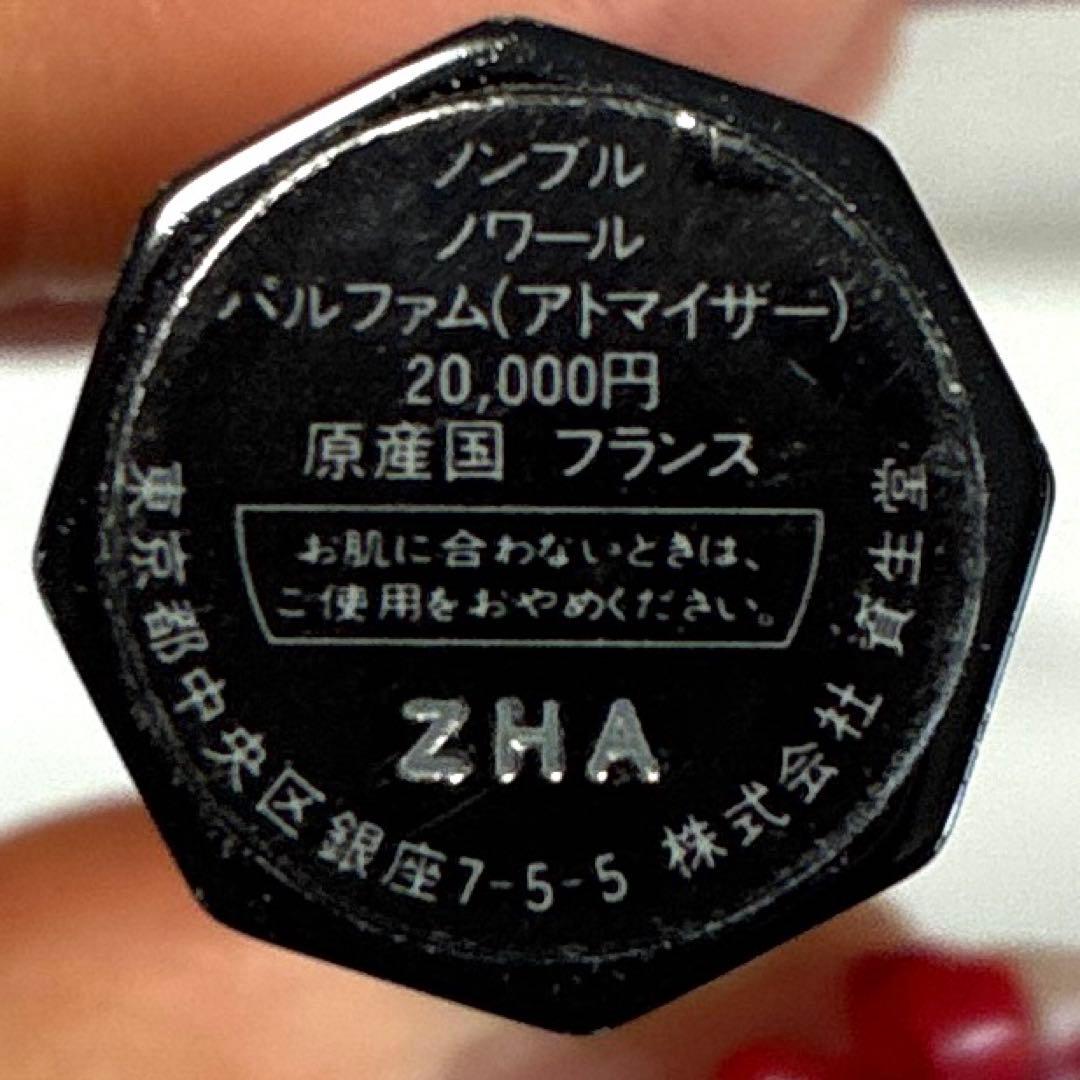 ノンブル
ノワール
パルファム(アトマイザー)
20,000円
原産国 フランス
お肌に合わないときは、
ご使用をおやめください。
ZHA
東京都中央区銀座7-5-5 株式会社 資生堂